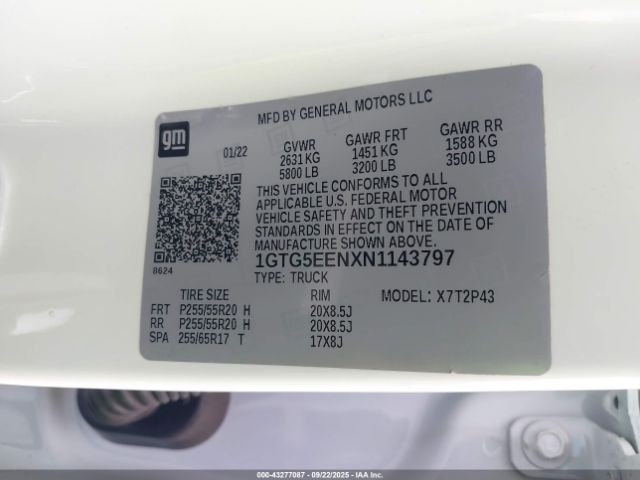 MFD BY GENERAL MOTORS LLC
gm
01/22
GVWR GAWR FRT GAWR RR
2631 KG 1451 KG 1588 KG
5800 LB 3200 LB 3500 LB
THIS VEHICLE CONFORMS TO ALL
APPLICABLE U.S. FEDERAL MOTOR
VEHICLE SAFETY AND THEFT PREVENTION
STANDARDS IN EFFECT ON THE DATE OF
MANUFACTURE SHOWN ABOVE.
8624
1GTG5EENXN1143797
TYPE: TRUCK
TIRE SIZE RIM MODEL: X7T2P43
FRT P255/55R20 H 20X8.5J
RR P255/55R20 H 20X8.5J
SPA 255/65R17 T 17X8J
000-43277087 - 09/22/2025 - IAADCP